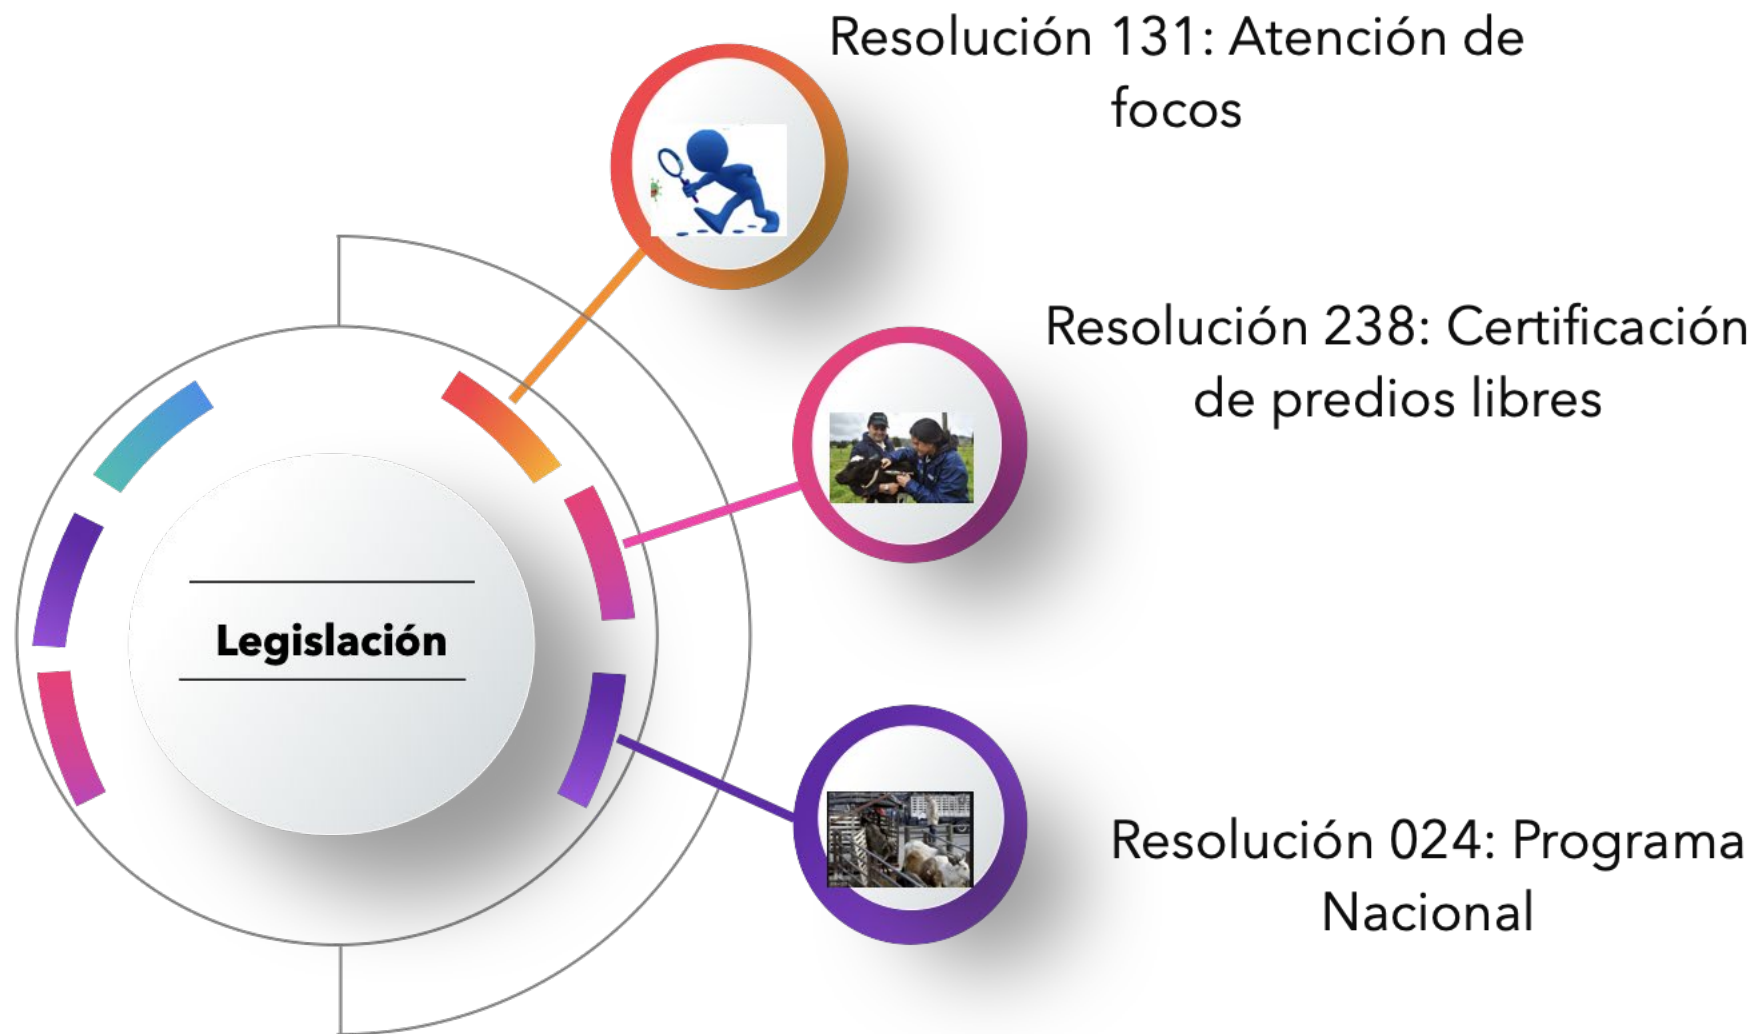 Resolución 131: Atención de
focos
Resolución 238: Certificación
de predios libres
Legislación
Resolución 024: Programa
Nacional